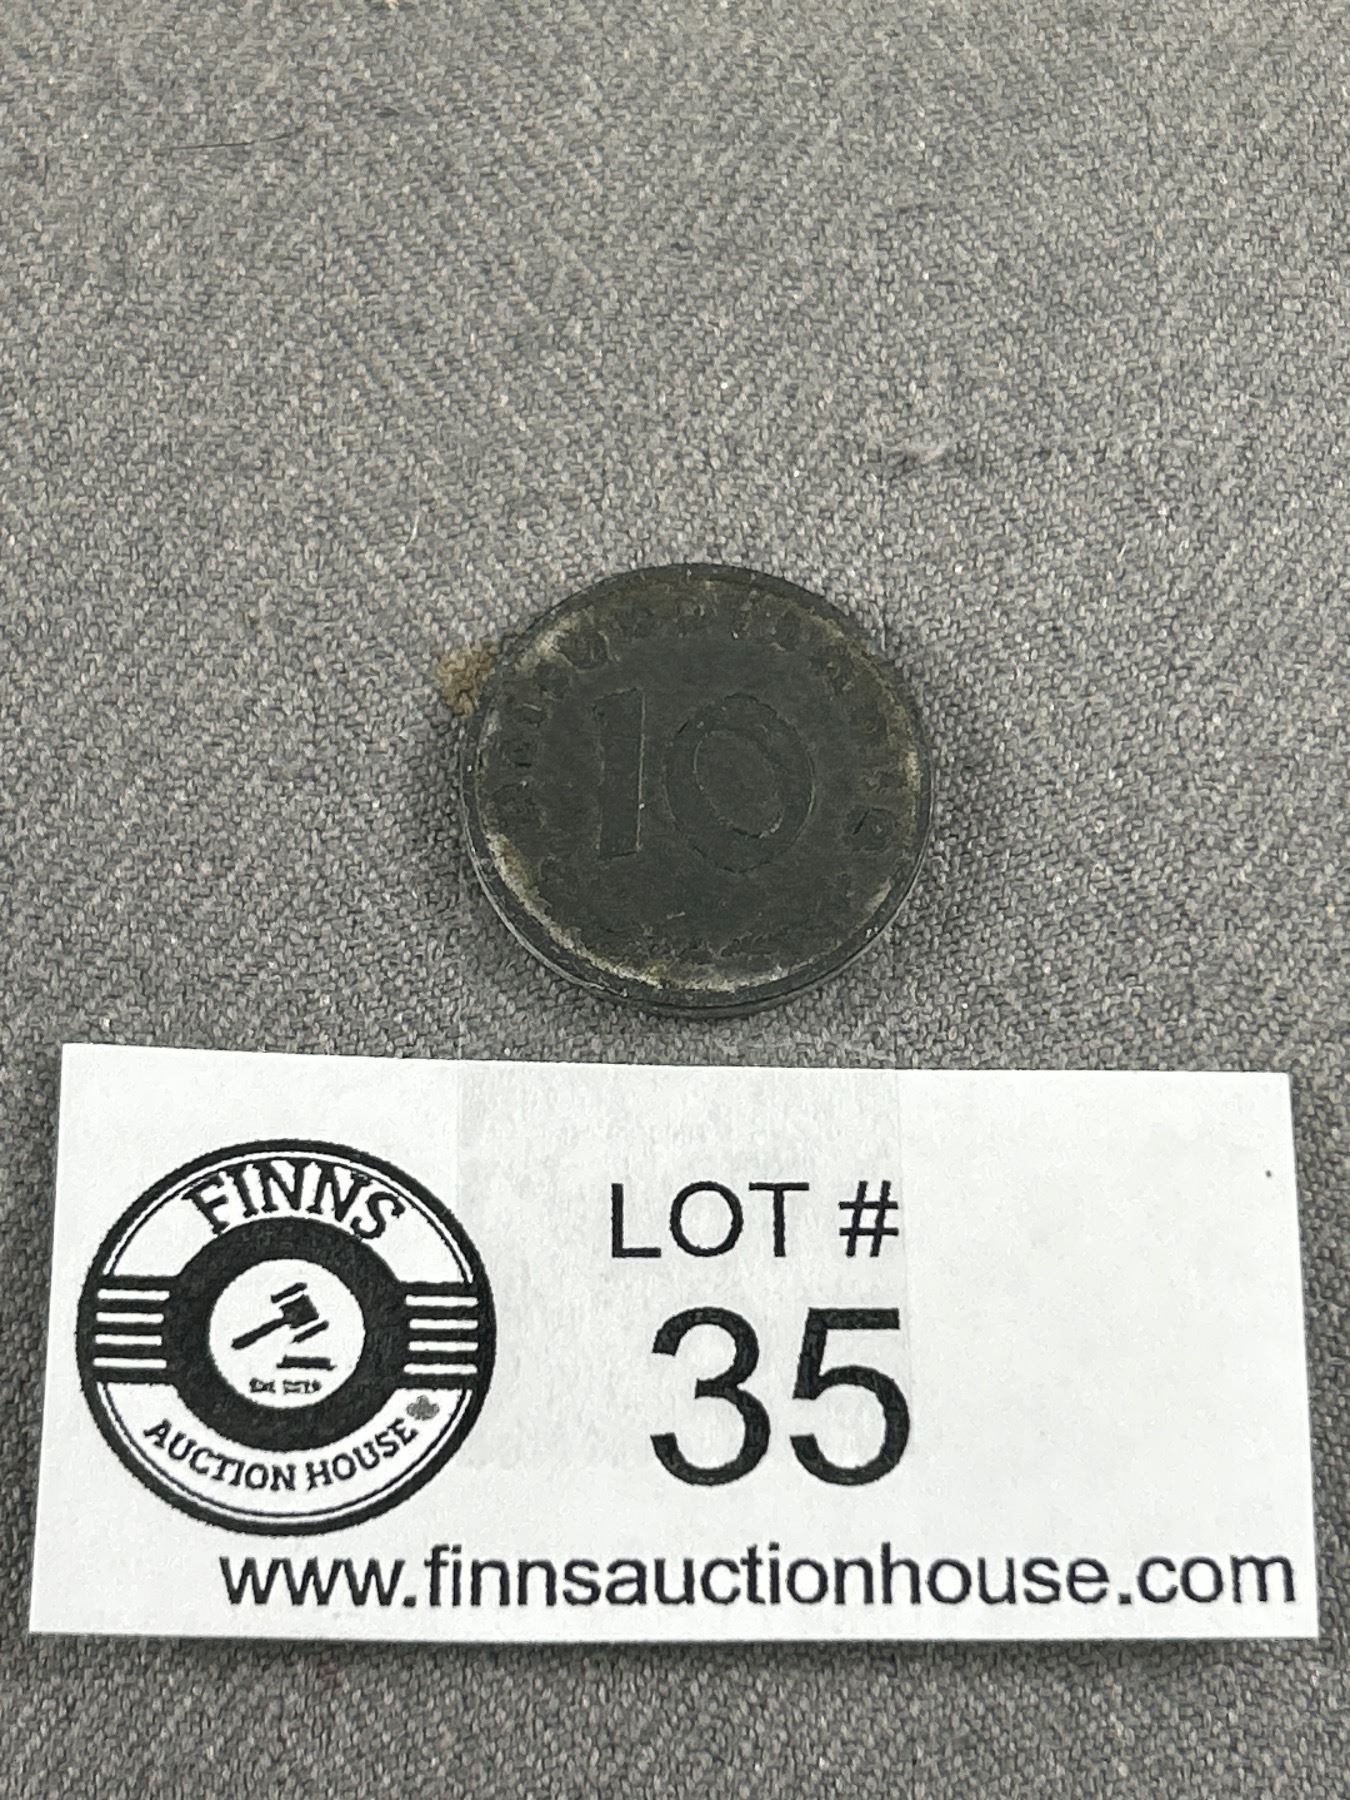 10
FINNS
AUCTION HOUSE
LOT #
35
www.finnsauctionhouse.com